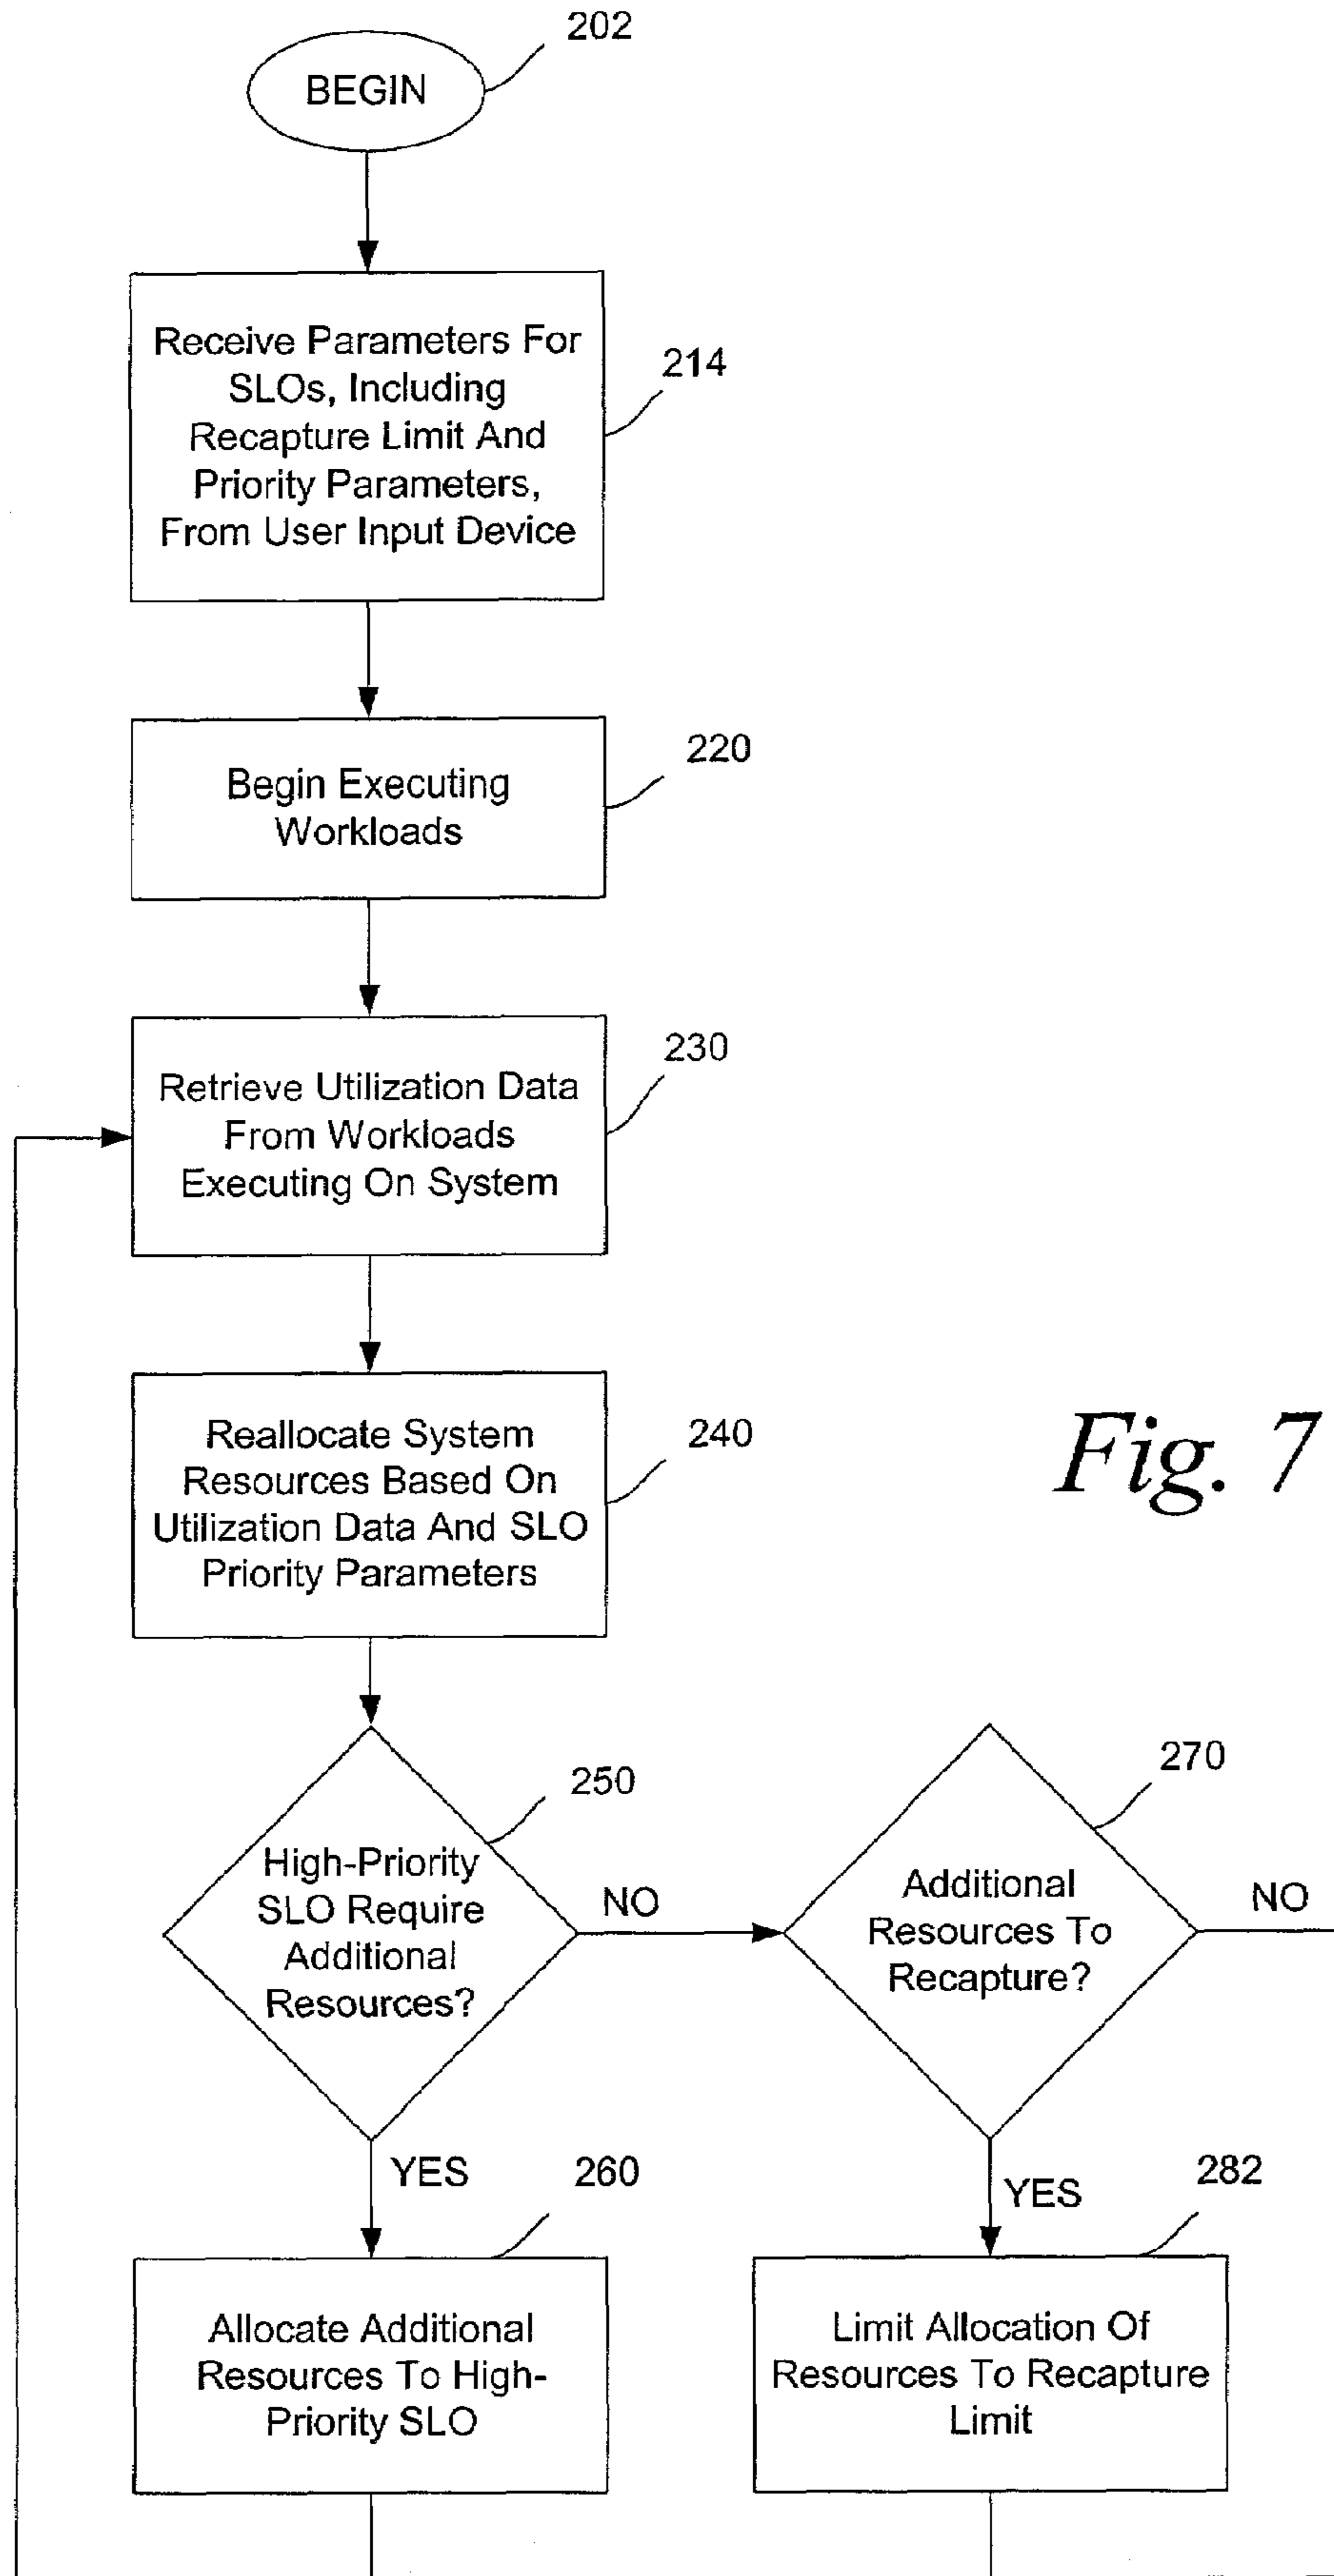 202
BEGIN
Receive Parameters For
SLOs, Including
Recapture Limit And
Priority Parameters,
From User Input Device
214
220
Begin Executing
Workloads
230
Retrieve Utilization Data
From Workloads
Executing On System
240
Reallocate System
Resources Based On
Utilization Data And SLO
Priority Parameters
Fig. 7
250
High-Priority
SLO Require
Additional
Resources?
NO
270
Additional
Resources To
Recapture?
NO
YES
260
YES
282
Allocate Additional
Resources To High-
Priority SLO
Limit Allocation Of
Resources To Recapture
Limit